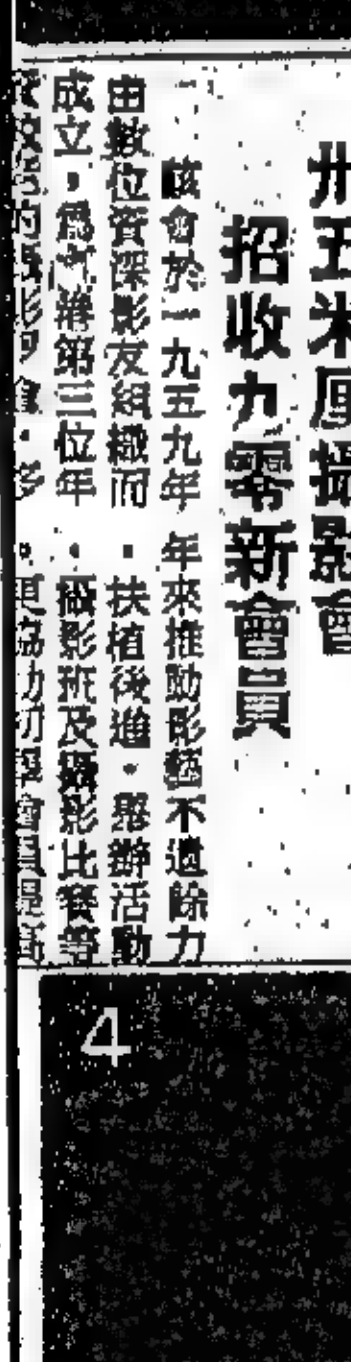 卅五米厘攝影會
招收九零新會員
該會於一九五九年
由數位資深影友組織而
成立，為香港第三位年
年來推動影藝不遺餘力
，扶植後進，舉辦活動
，攝影班及攝影比賽等
4